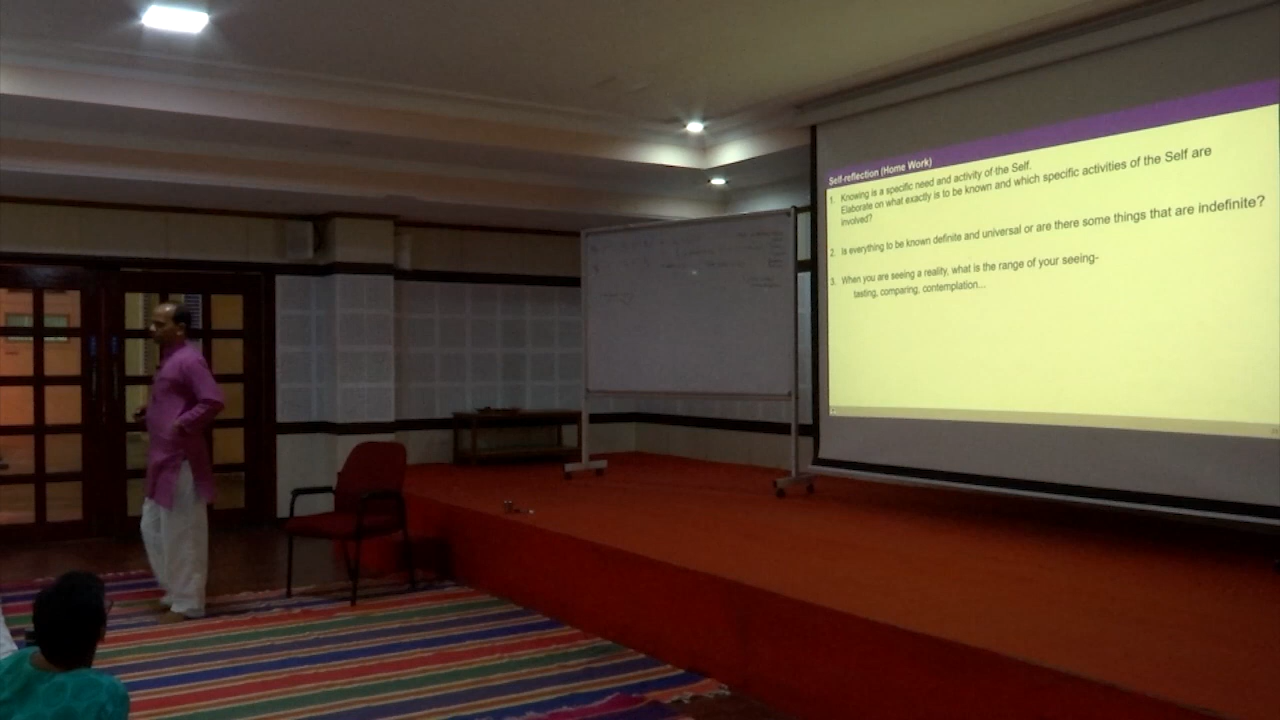 Self-reflection (Home Work)
1. Knowing is a specific need and activity of the Self.
Elaborate on what exactly is to be known and which specific activities of the Self are
involved?
2. Is everything to be known definite and universal or are there some things that are indefinite?
3. When you are seeing a reality, what is the range of your seeing-
tasting, comparing, contemplation...